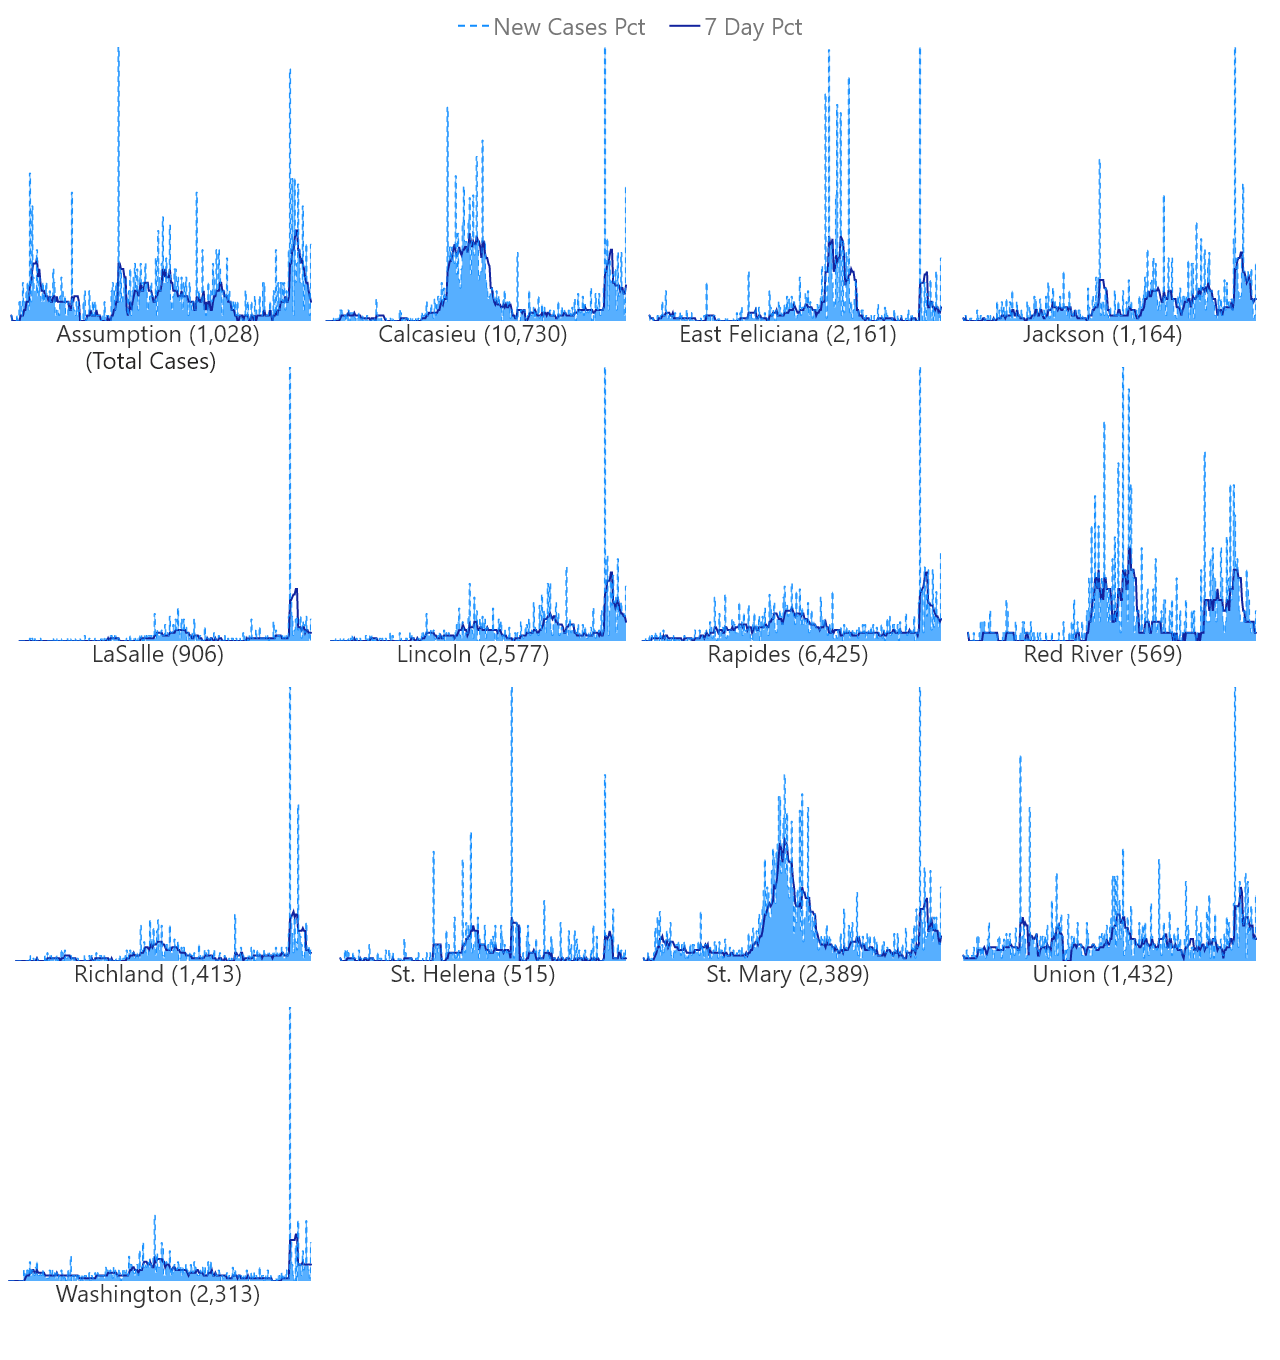 New Cases Pct 7 Day Pct
Assumption (1,028) Calcasieu (10,730) East Feliciana (2,161) Jackson (1,164)
(Total Cases)
LaSalle (906) Lincoln (2,577) Rapides (6,425) Red River (569)
Richland (1,413) St. Helena (515) St. Mary (2,389) Union (1,432)
Washington (2,313)